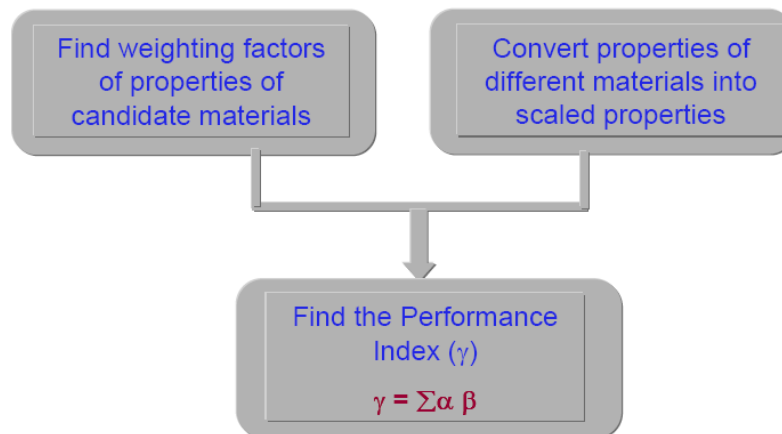 Find weighting factors
of properties of
candidate materials
Convert properties of
different materials into
scaled properties
Find the Performance
Index (γ)
γ = ∑α β